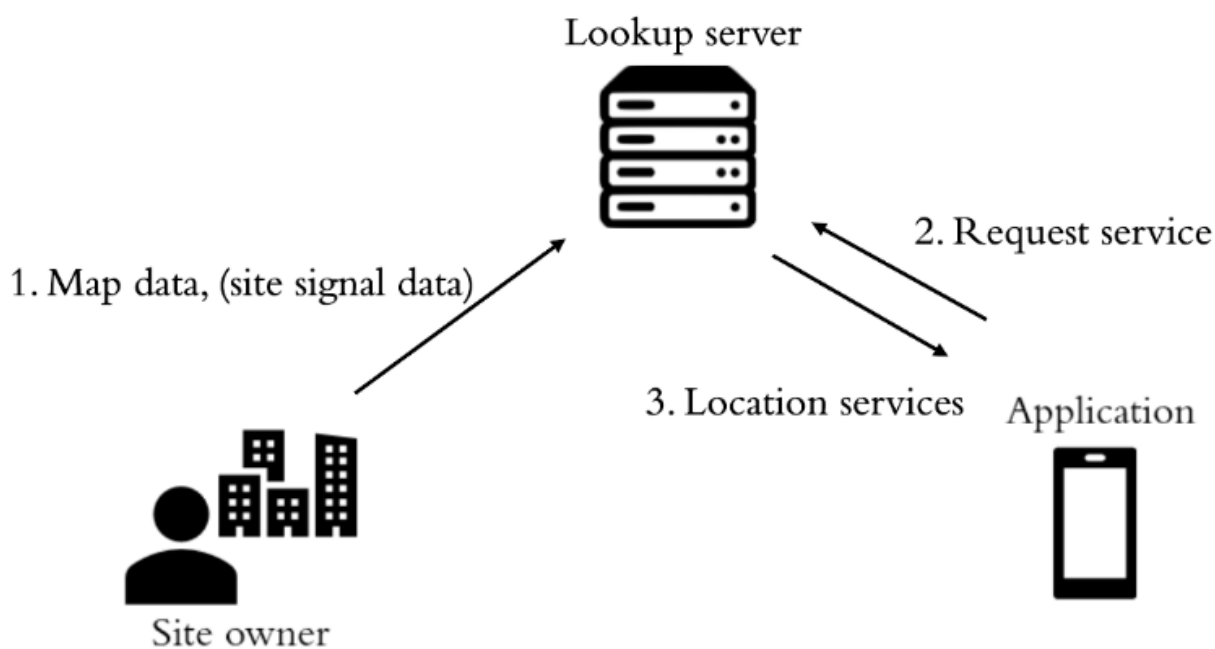 Lookup server
2. Request service
1. Map data, (site signal data)
3. Location services
Application
Site owner